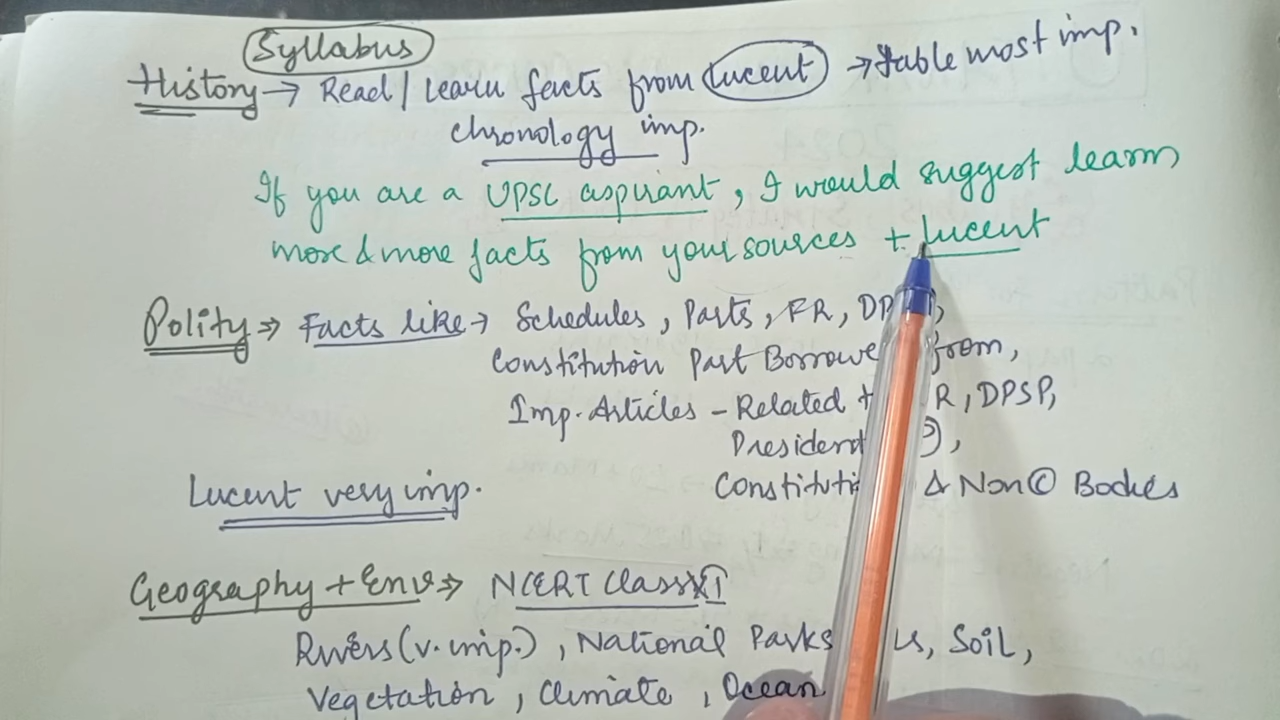 Syllabus
History → Read/Learn facts from Lucent → table most imp.
chronology imp.
If you are a UPSC aspirant, I would suggest learn
more & more facts from your sources + Lucent
Polity ⇒ Facts like → Schedules, Parts, FR,
Constitution Part from,
Imp. Articles - Related DPSP,
& Non© Bodies
Lucent very imp.
Geography + Env ⇒ NCERT Class XI
Rivers (v. imp.), National Parks Soil,
Vegetation, Climate, Ocean